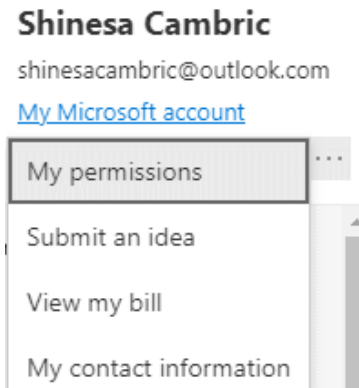 Shinesa Cambric
shinesacambric@outlook.com
My Microsoft account
My permissions
...
Submit an idea
View my bill
My contact information